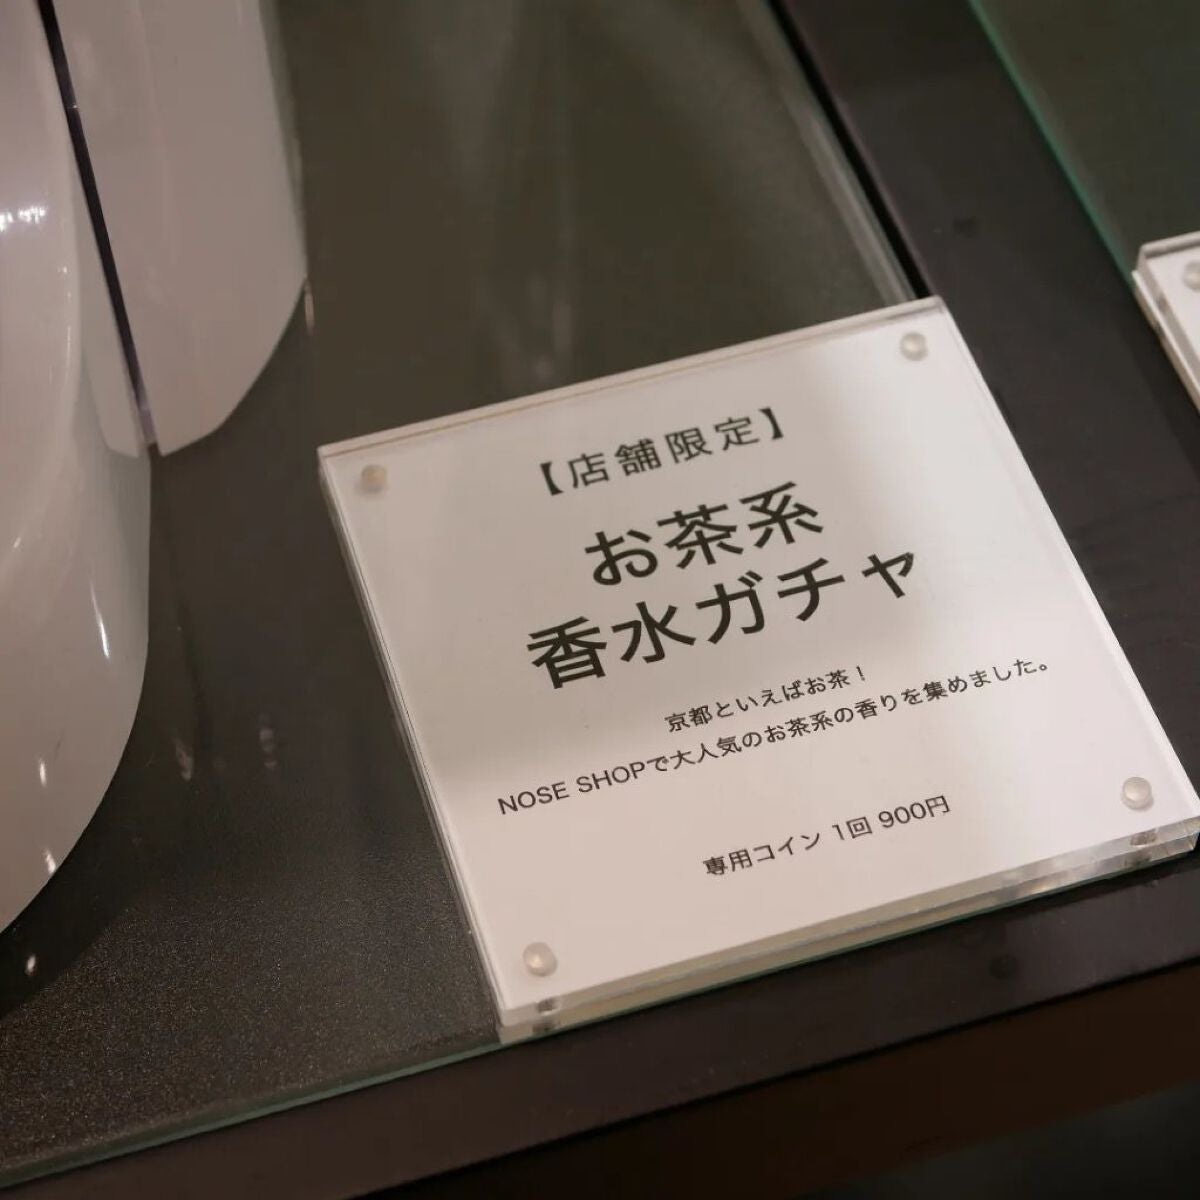 【店舗限定】
お茶系
香水ガチャ
京都といえばお茶！
NOSE SHOPで大人気のお茶系の香りを集めました。
専用コイン 1回 900円